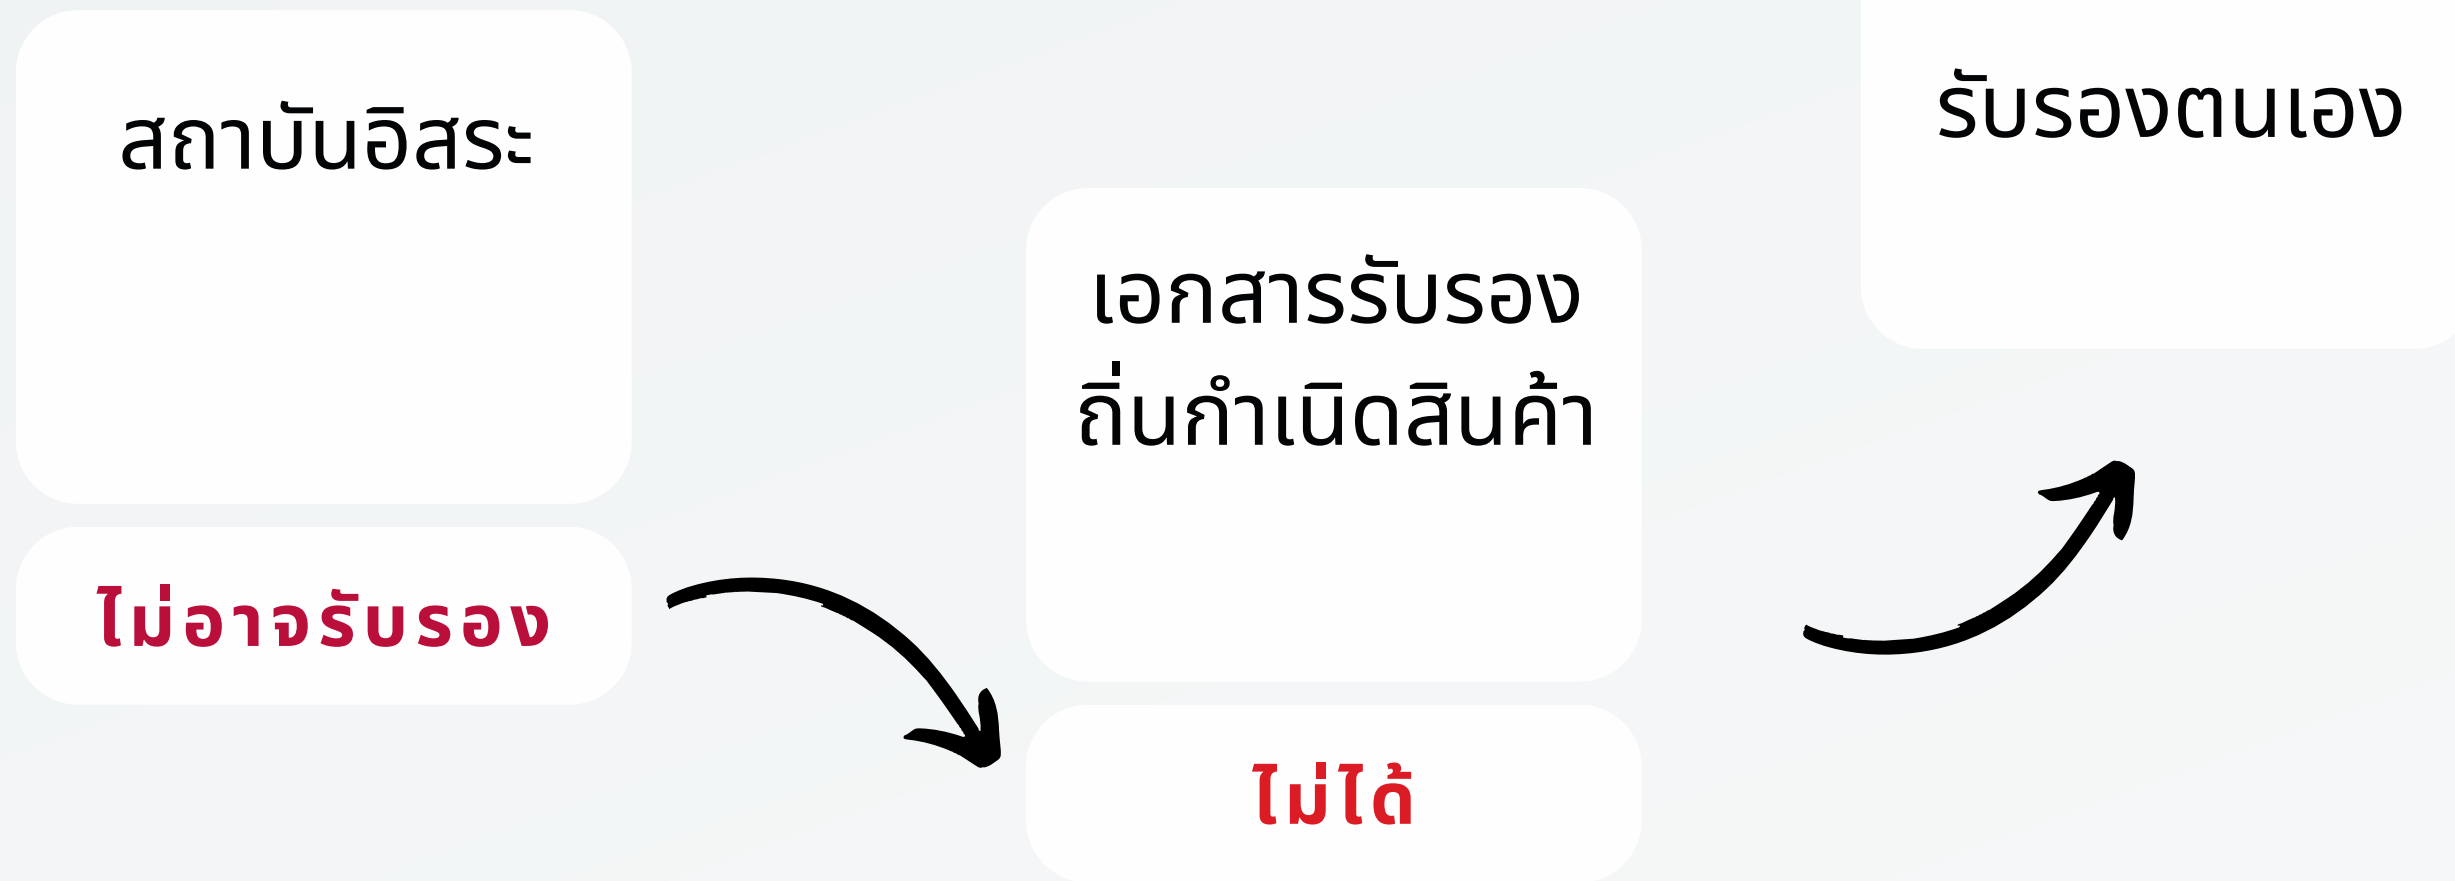 สถาบันอิสระ
ไม่อาจรับรอง
เอกสารรับรอง
ถิ่นกำเนิดสินค้า
ไม่ได้
รับรองตนเอง